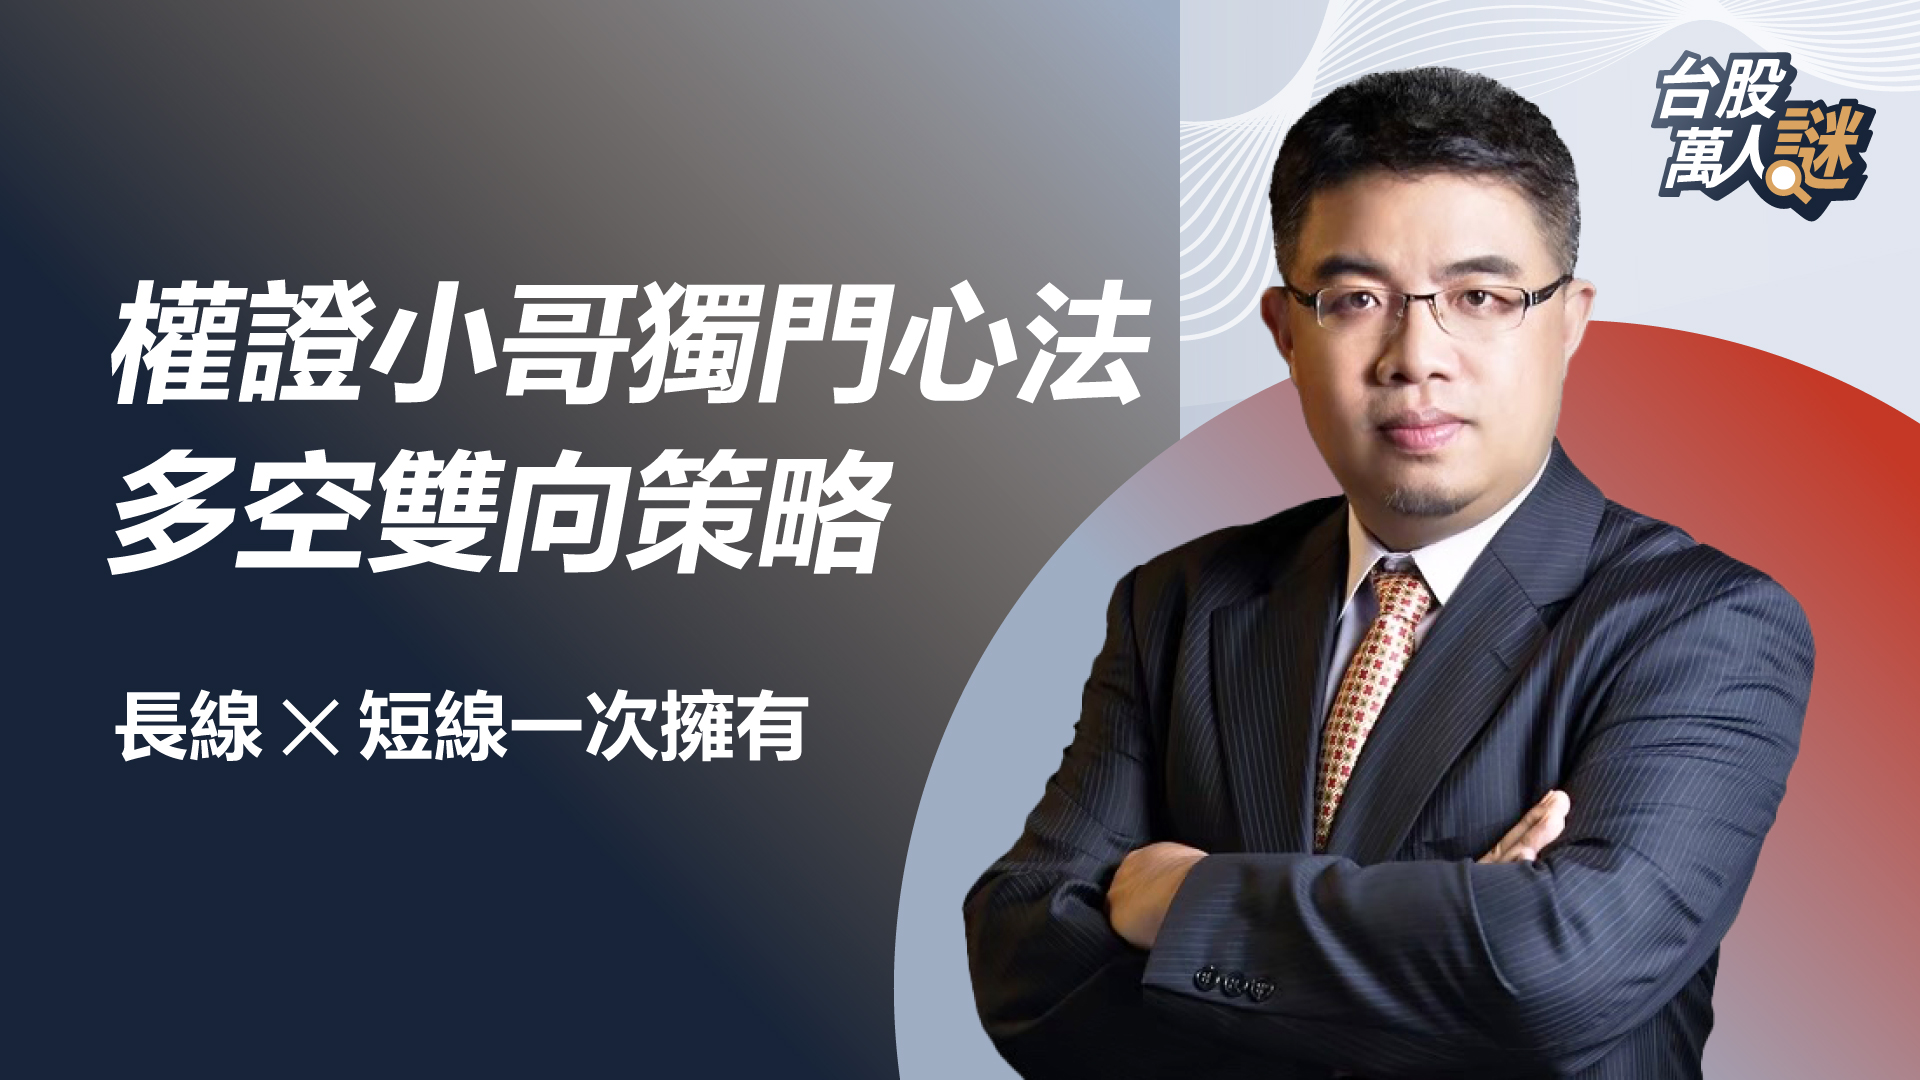 台股
萬人謎
權證小哥獨門心法
多空雙向策略
長線 × 短線一次擁有